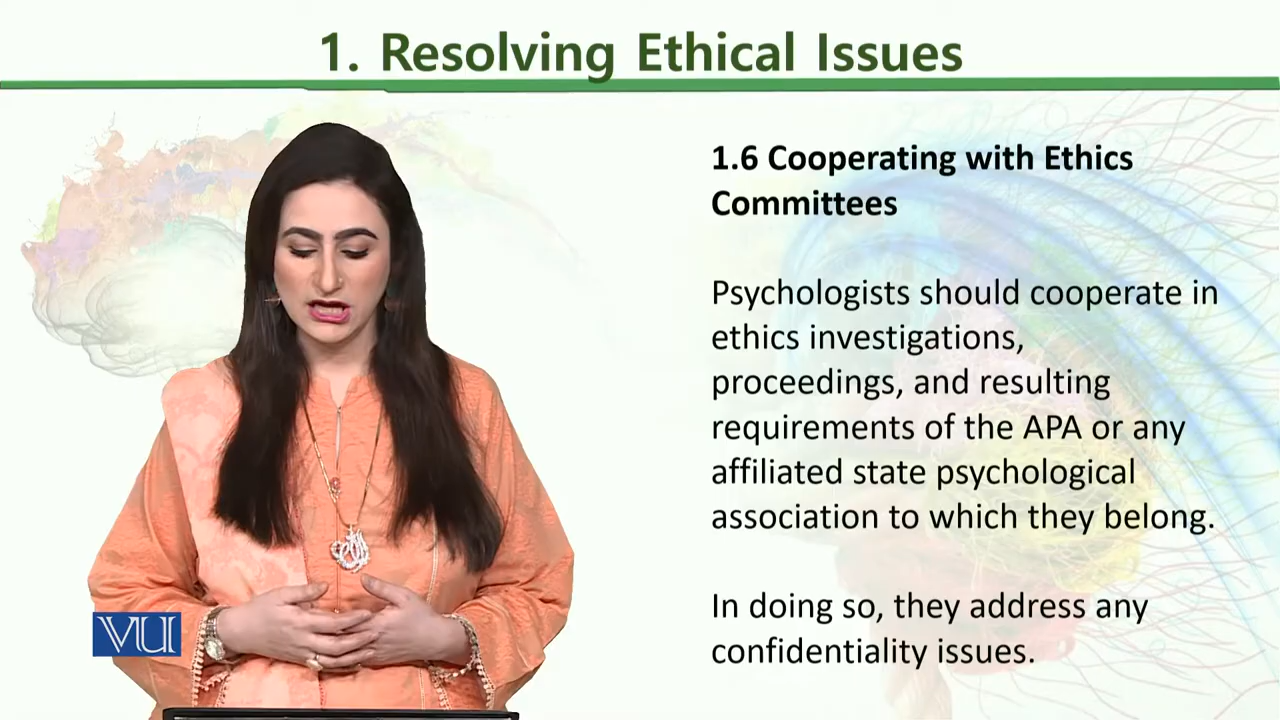 1. Resolving Ethical Issues
1.6 Cooperating with Ethics
Committees
Psychologists should cooperate in
ethics investigations,
proceedings, and resulting
requirements of the APA or any
affiliated state psychological
association to which they belong.
In doing so, they address any
confidentiality issues.
VU